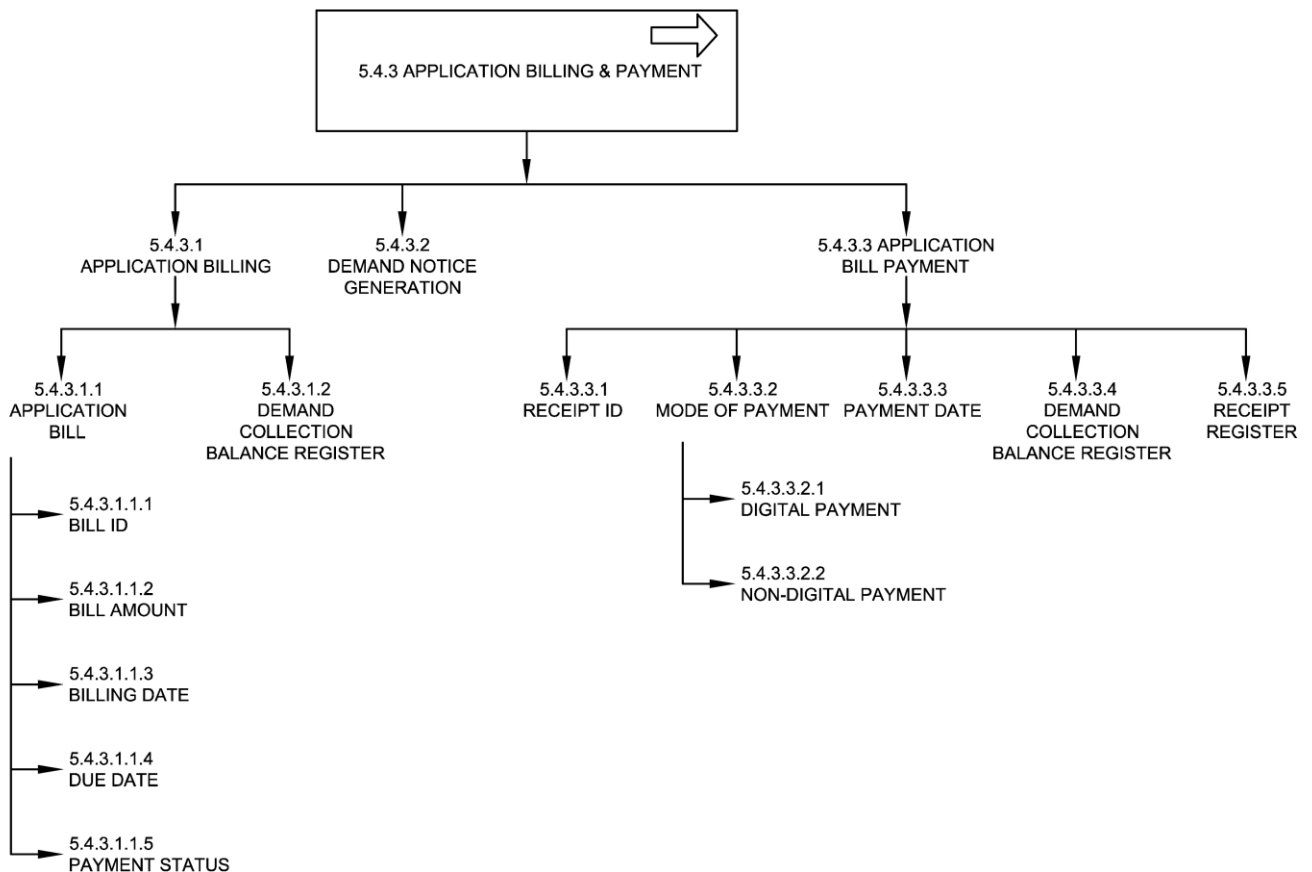 5.4.3 APPLICATION BILLING & PAYMENT
5.4.3.1
APPLICATION BILLING
5.4.3.2
DEMAND NOTICE
GENERATION
5.4.3.3 APPLICATION
BILL PAYMENT
5.4.3.1.1
APPLICATION
BILL
5.4.3.1.2
DEMAND
COLLECTION
BALANCE REGISTER
5.4.3.3.1
RECEIPT ID
5.4.3.3.2
MODE OF PAYMENT
5.4.3.3.3
PAYMENT DATE
5.4.3.3.4
DEMAND
COLLECTION
BALANCE REGISTER
5.4.3.3.5
RECEIPT
REGISTER
5.4.3.1.1.1
BILL ID
5.4.3.1.1.2
BILL AMOUNT
5.4.3.1.1.3
BILLING DATE
5.4.3.1.1.4
DUE DATE
5.4.3.1.1.5
PAYMENT STATUS
5.4.3.3.2.1
DIGITAL PAYMENT
5.4.3.3.2.2
NON-DIGITAL PAYMENT